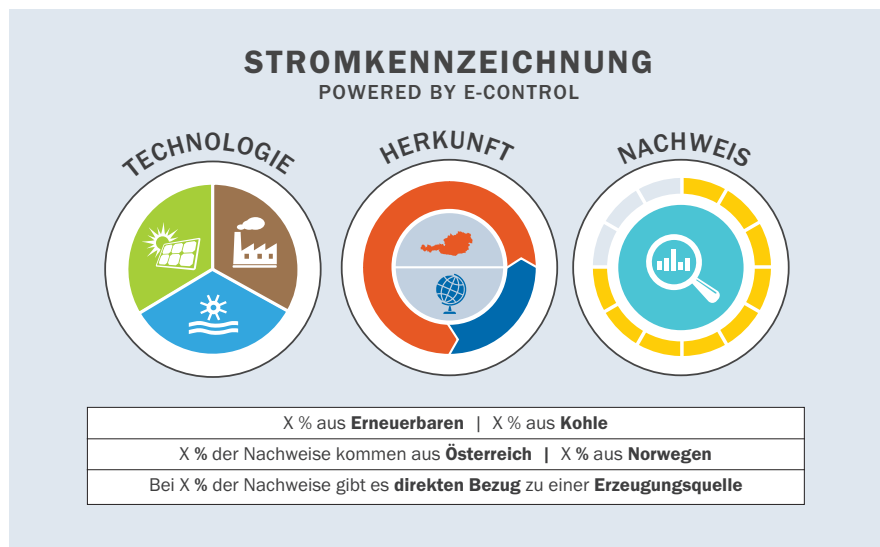 STROMKENNZEICHNUNG
POWERED BY E-CONTROL
TECHNOLOGIE
HERKUNFT
NACHWEIS
X % aus Erneuerbaren | X % aus Kohle
X % der Nachweise kommen aus Österreich | X % aus Norwegen
Bei X % der Nachweise gibt es direkten Bezug zu einer Erzeugungsquelle